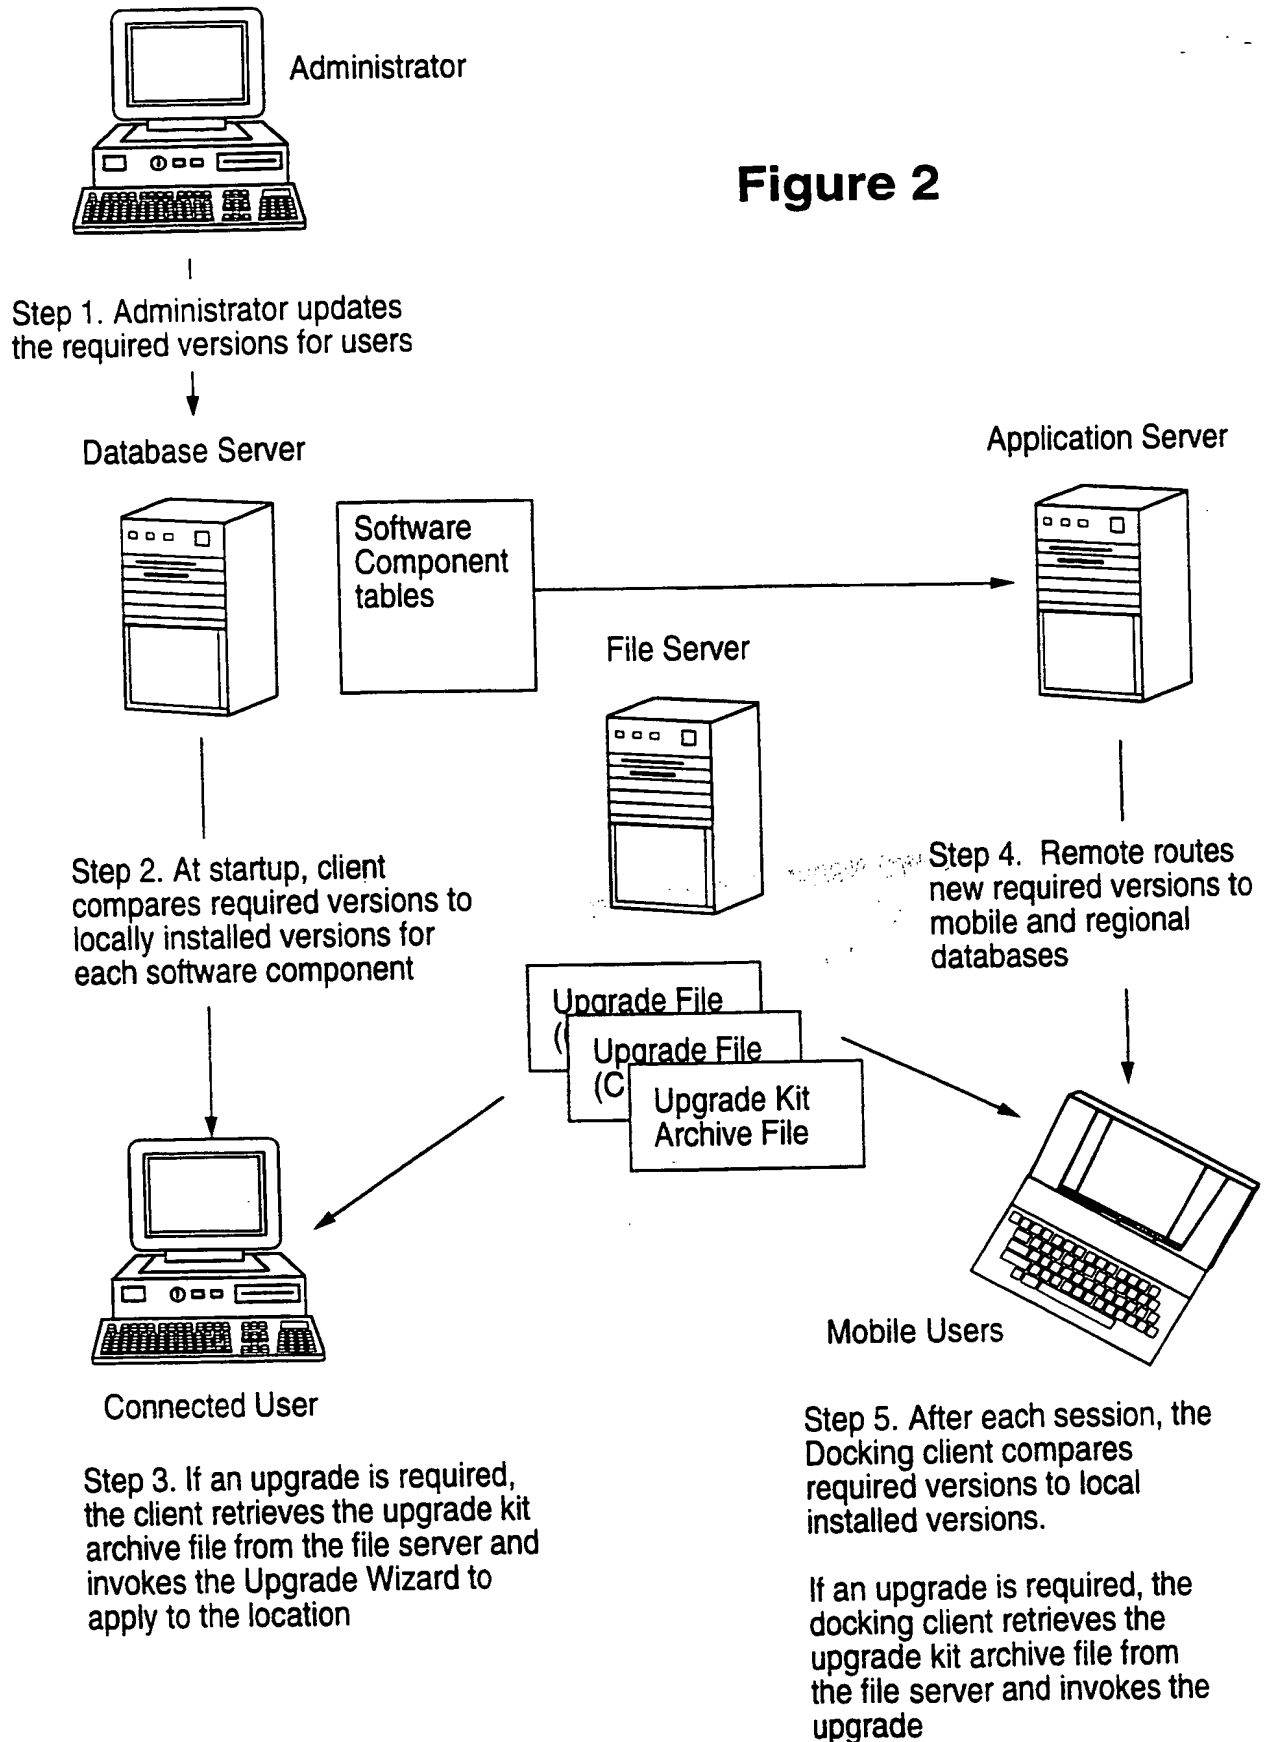 Administrator
Figure 2
Step 1. Administrator updates
the required versions for users
Database Server
Application Server
Software
Component
tables
File Server
Step 2. At startup, client
compares required versions to
locally installed versions for
each software component
Step 4. Remote routes
new required versions to
mobile and regional
databases
Upgrade File
(
Upgrade File
(C
Upgrade Kit
Archive File
Mobile Users
Connected User
Step 3. If an upgrade is required,
the client retrieves the upgrade kit
archive file from the file server and
invokes the Upgrade Wizard to
apply to the location
Step 5. After each session, the
Docking client compares
required versions to local
installed versions.
If an upgrade is required, the
docking client retrieves the
upgrade kit archive file from
the file server and invokes the
upgrade